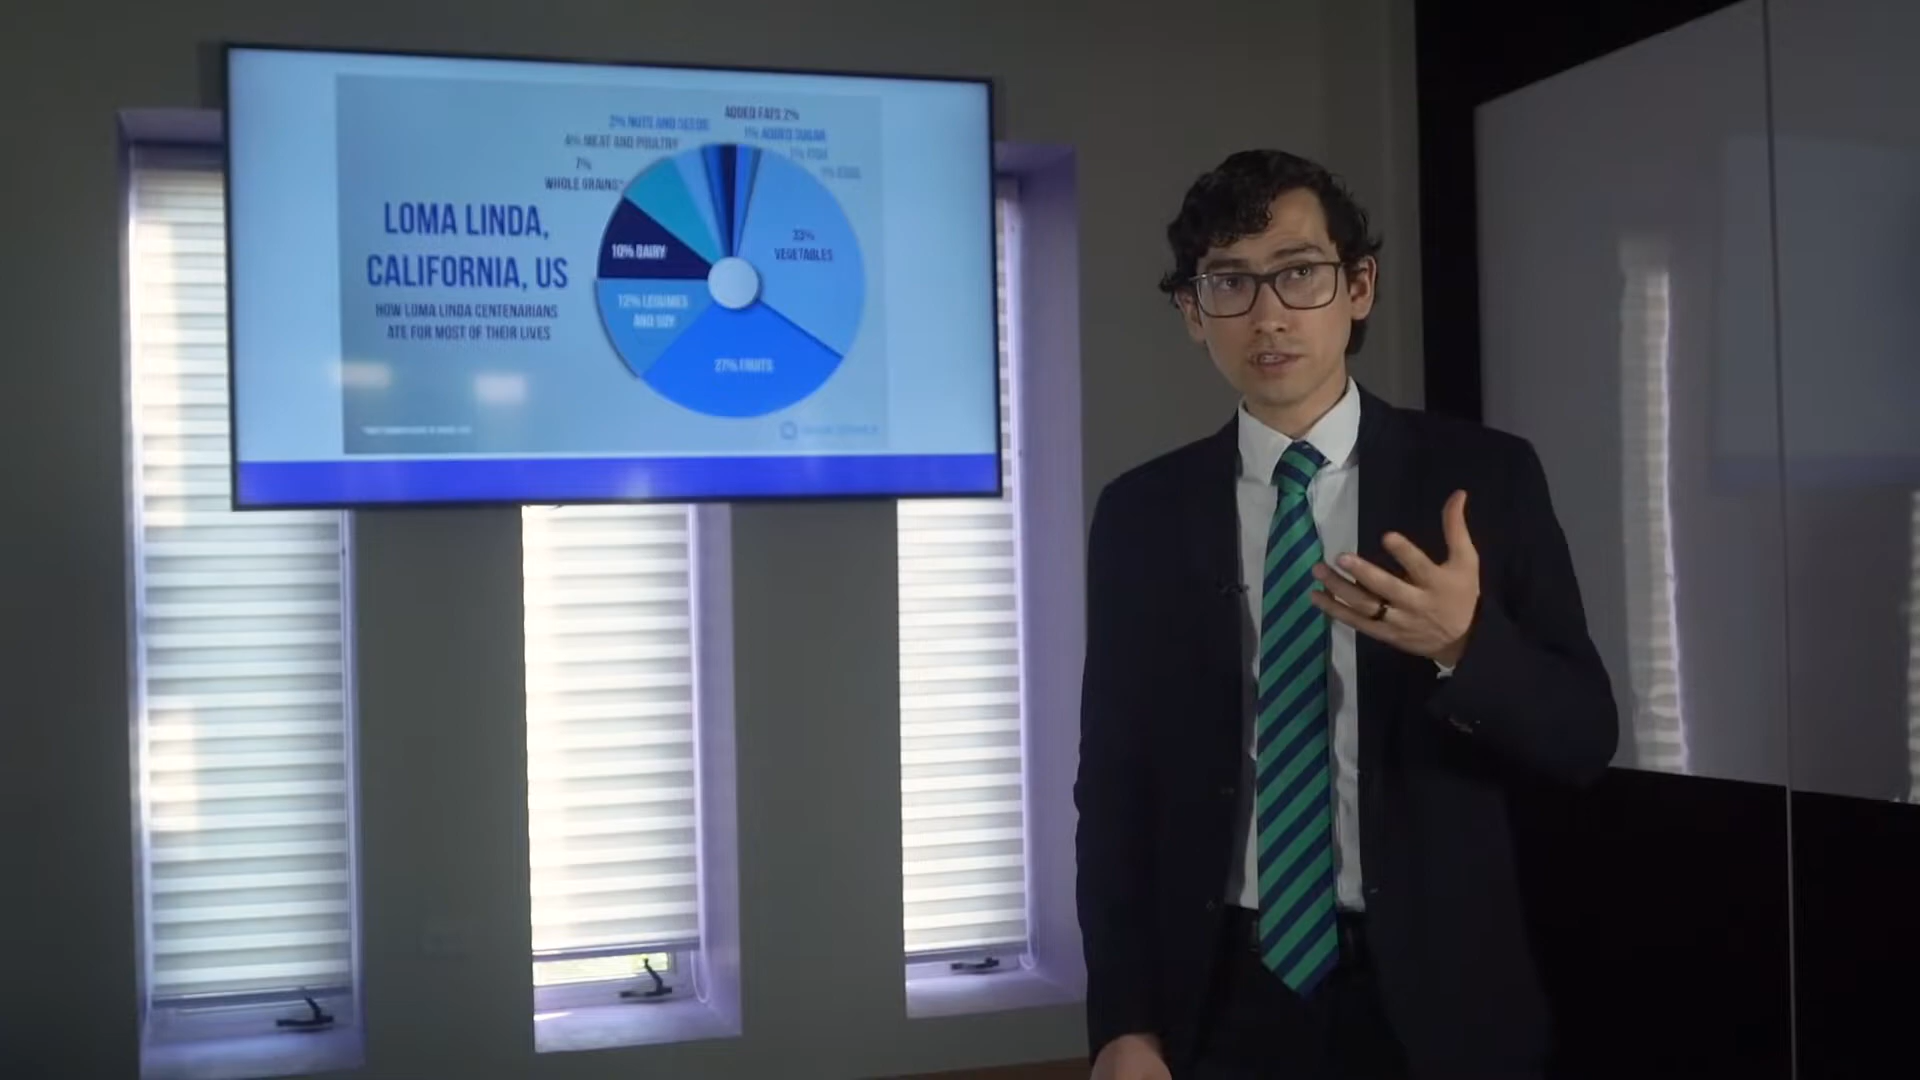 ADDED FATS 2%
2% NUTS AND SEEDS
1% ADDED SUGAR
4% MEAT AND POULTRY
1% FISH
7%
WHOLE GRAINS*
1% EGGS
LOMA LINDA,
CALIFORNIA, US
HOW LOMA LINDA CENTENARIANS
ATE FOR MOST OF THEIR LIVES
33%
VEGETABLES
10% DAIRY
12% LEGUMES
AND SOY
27% FRUITS